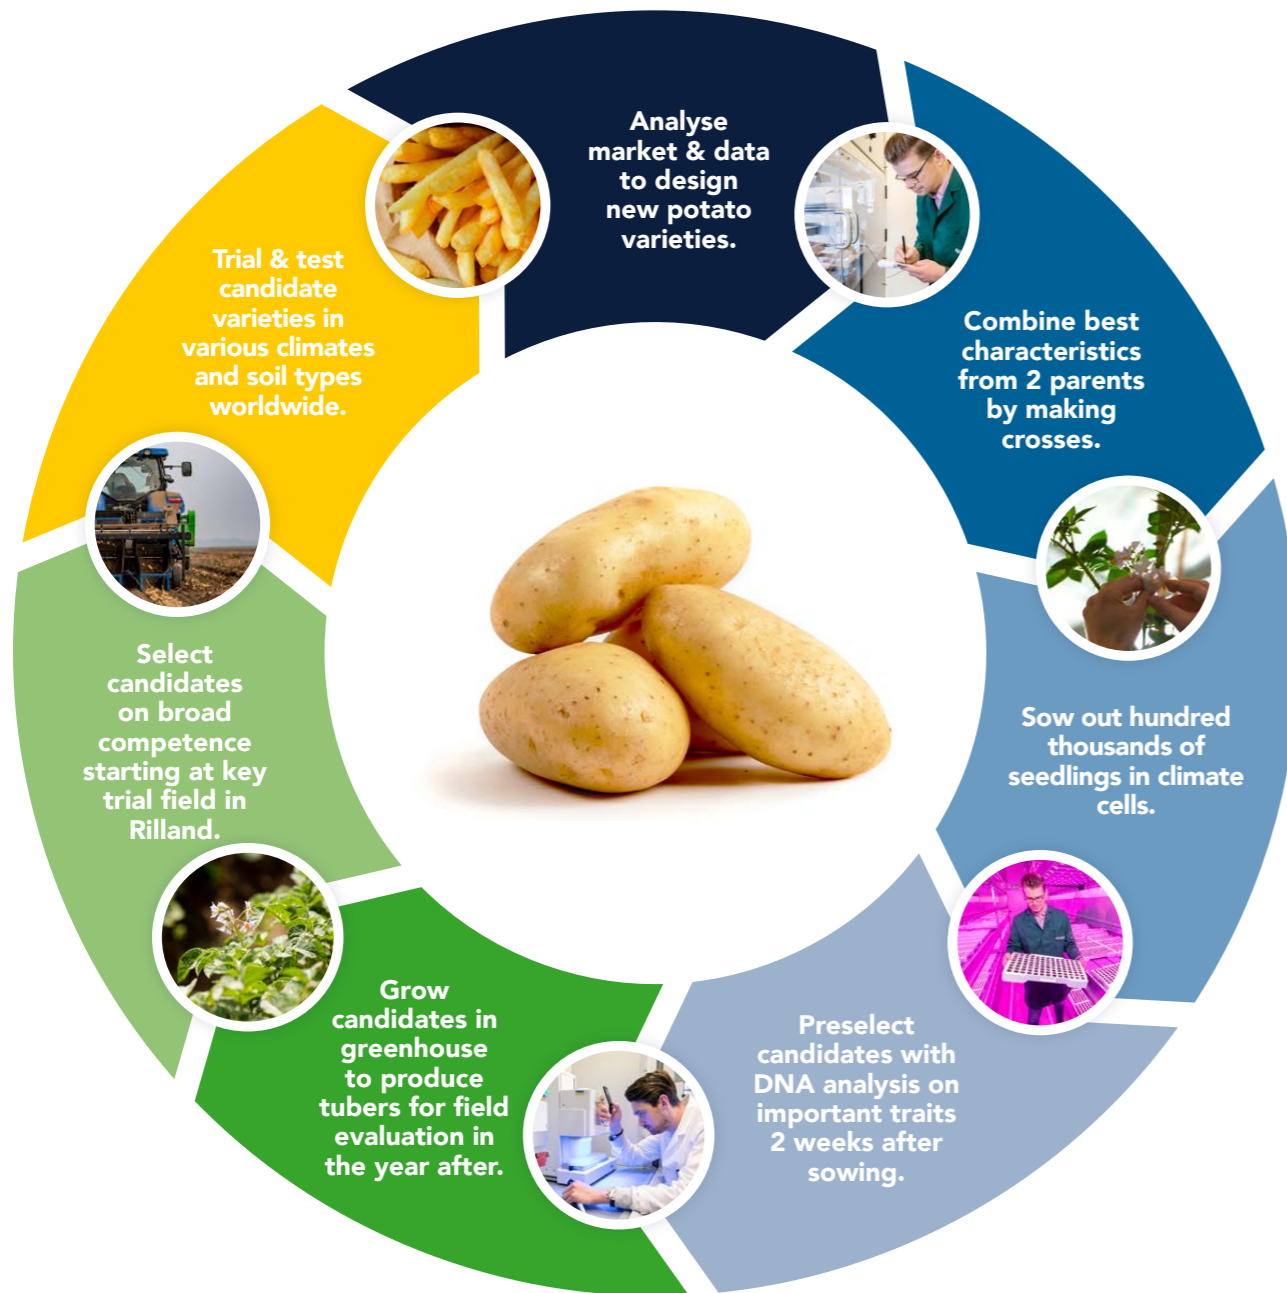 Analyse
market & data
to design
new potato
varieties.
Combine best
characteristics
from 2 parents
by making
crosses.
Sow out hundred
thousands of
seedlings in climate
cells.
Preselect
candidates with
DNA analysis on
important traits
2 weeks after
sowing.
Grow
candidates in
greenhouse
to produce
tubers for field
evaluation in
the year after.
Select
candidates
on broad
competence
starting at key
trial field in
Rilland.
Trial & test
candidate
varieties in
various climates
and soil types
worldwide.